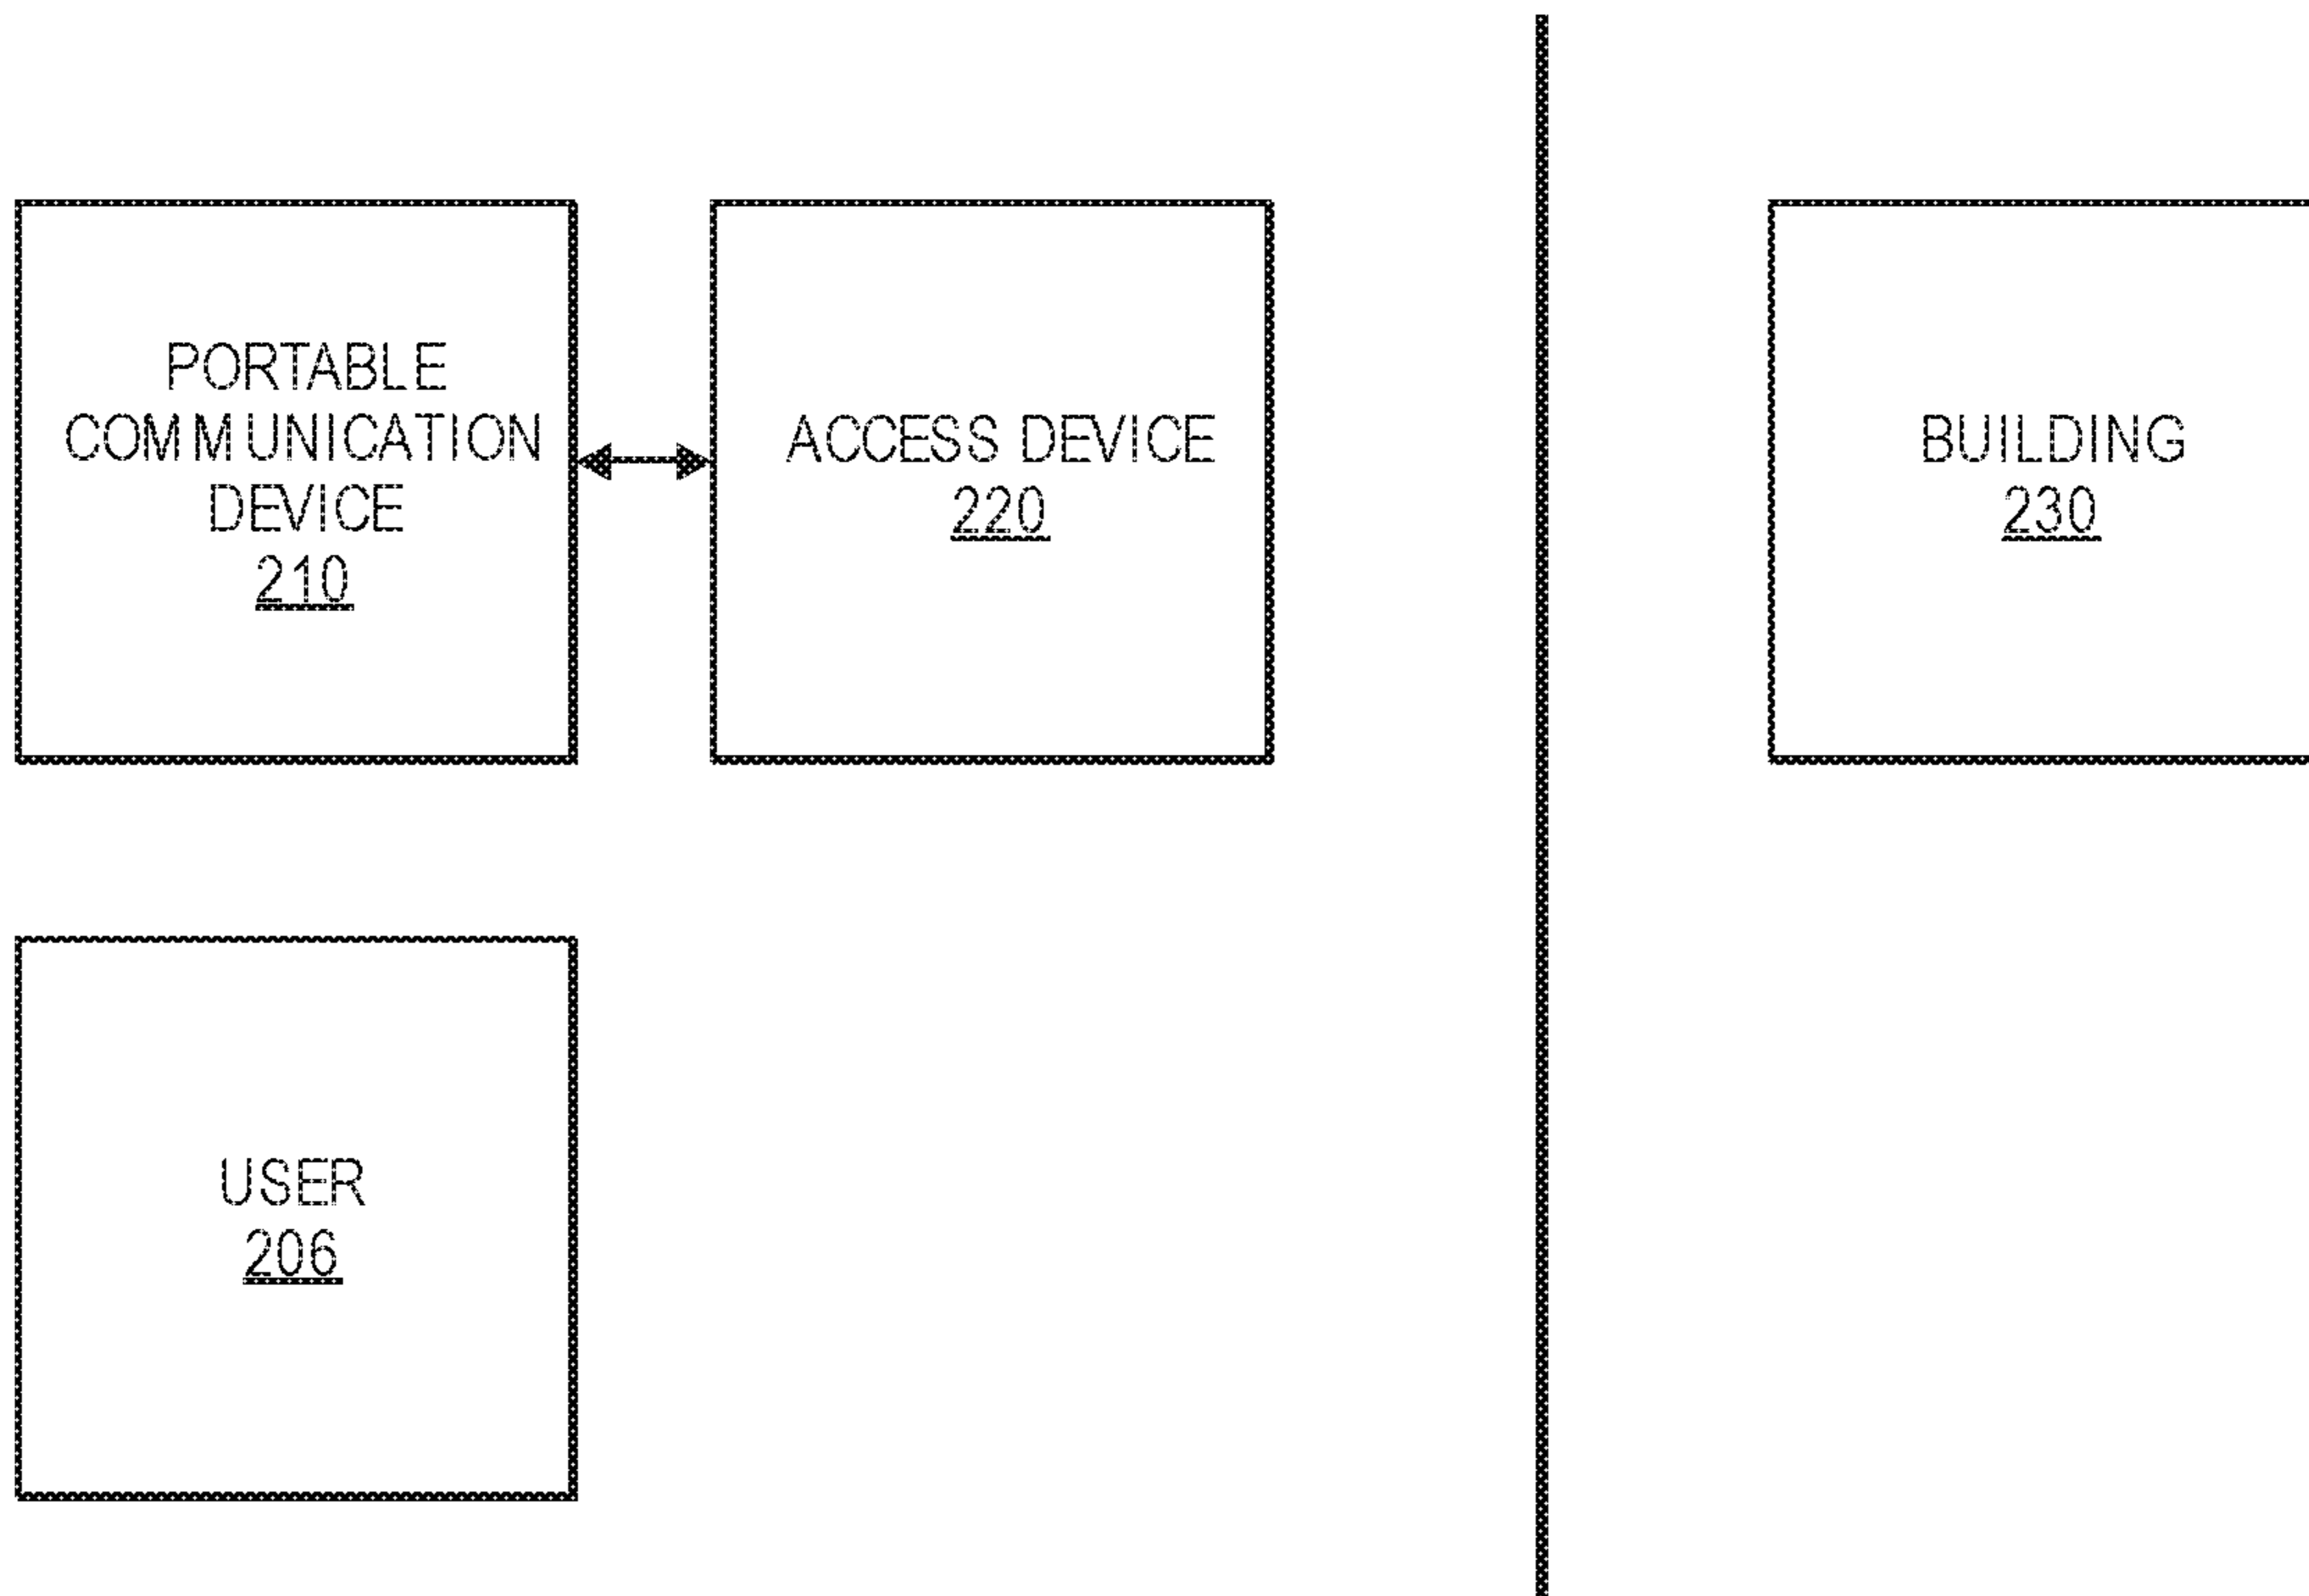 PORTABLE
COMMUNICATION
DEVICE
210
ACCESS DEVICE
220
BUILDING
230
USER
206